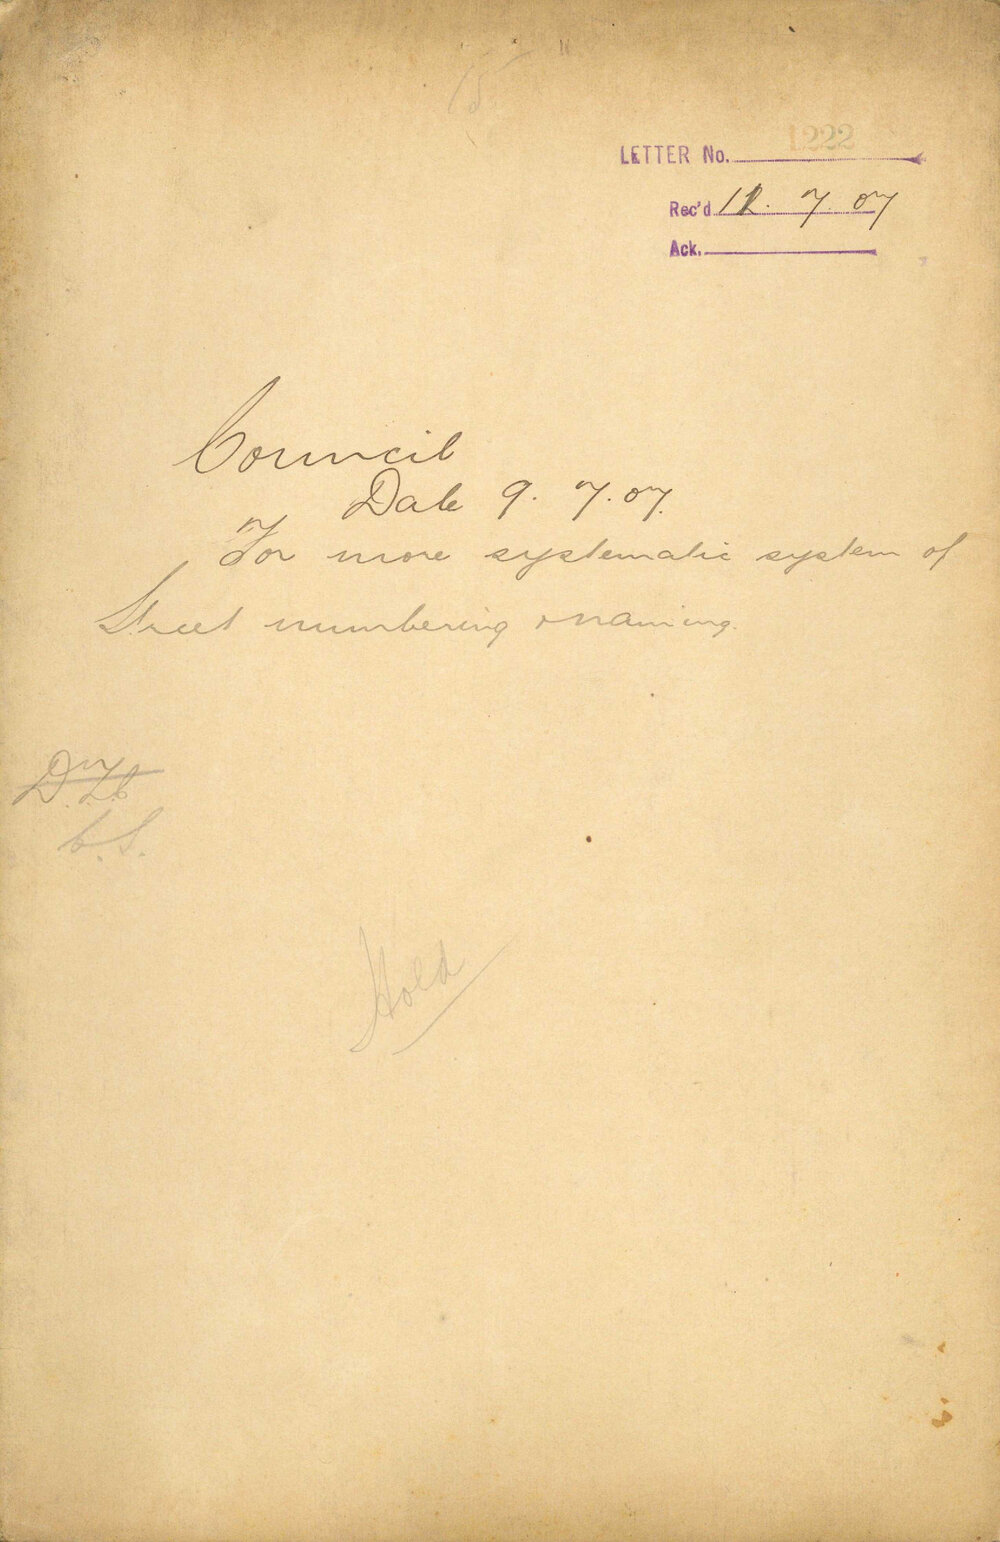 15
LETTER No. 1222
Rec'd 12. 7. 07
Ack.
Council
Date 9. 7. 07.
For more systematic system of
Street numbering & naming.
C.S.
Hold